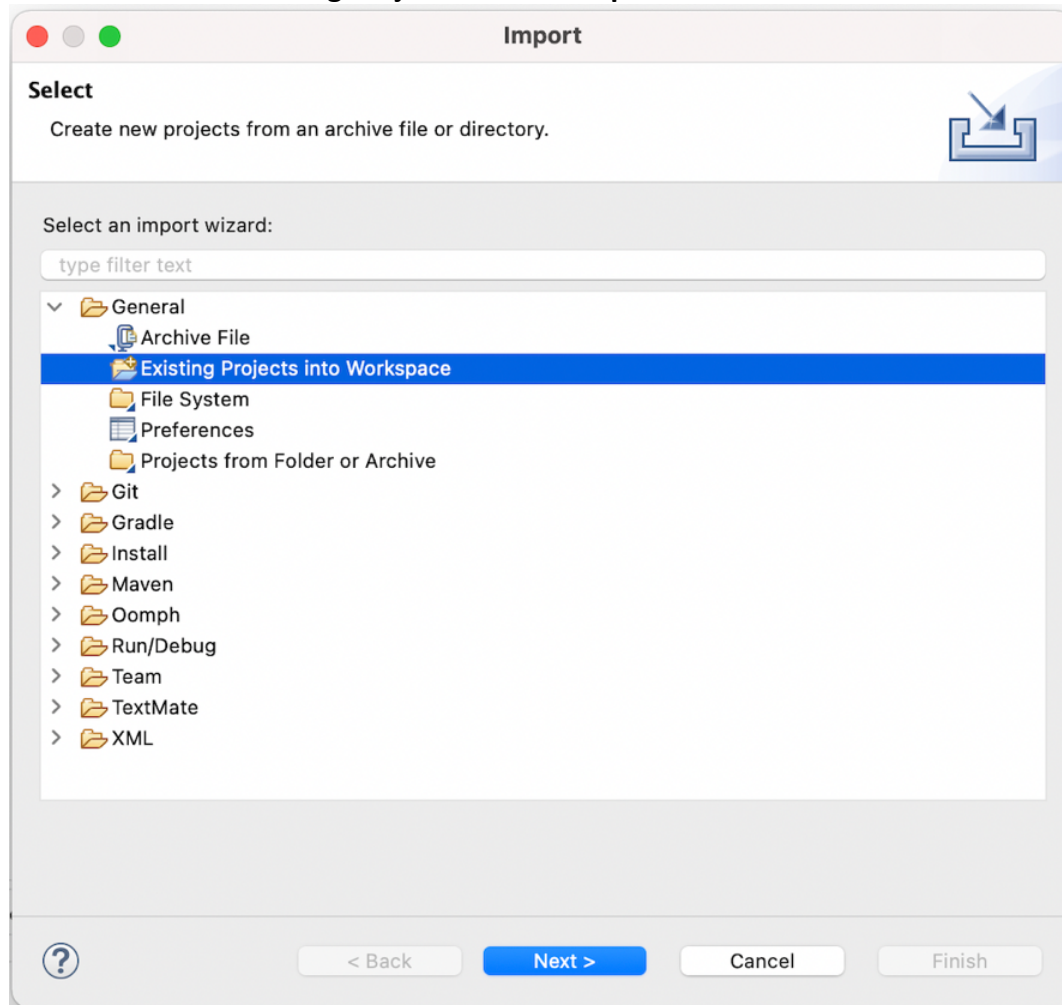 Import
Select
Create new projects from an archive file or directory.
Select an import wizard:
type filter text
General
Archive File
Existing Projects into Workspace
File System
Preferences
Projects from Folder or Archive
Git
Gradle
Install
Maven
Oomph
Run/Debug
Team
TextMate
XML
? < Back Next > Cancel Finish